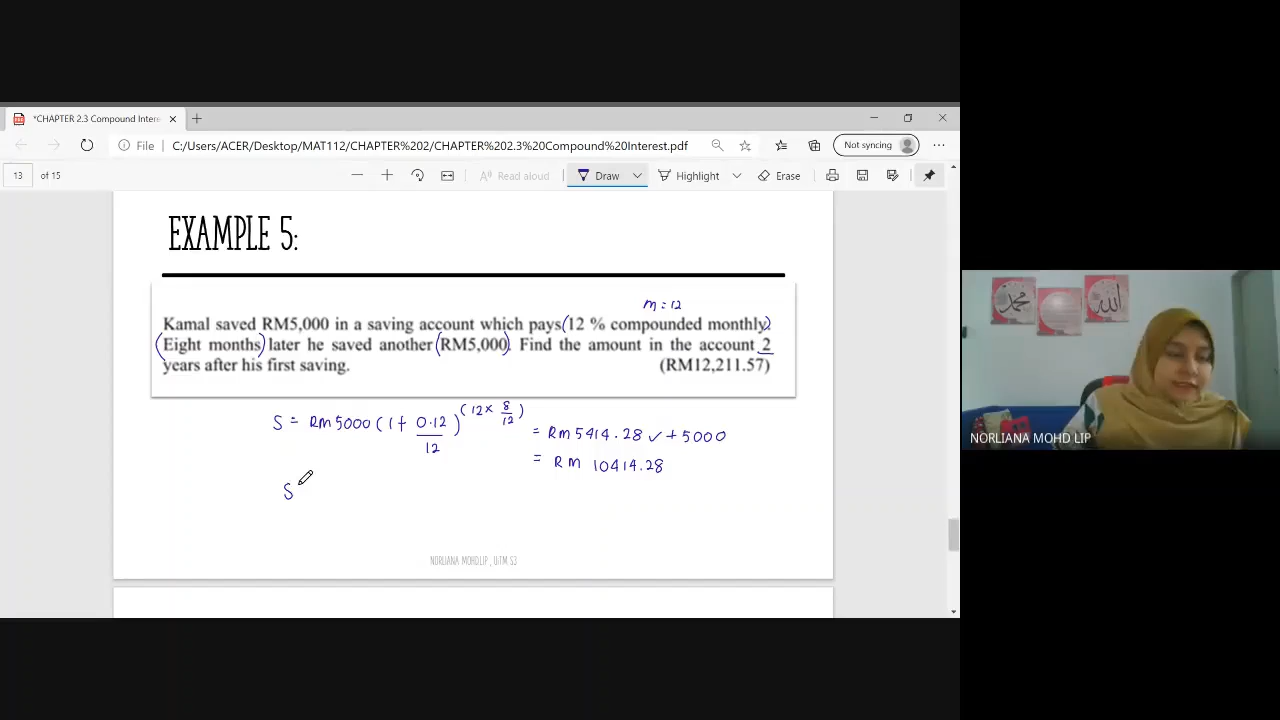 *CHAPTER 2.3 Compound Intere
File
C:/Users/ACER/Desktop/MAT112/CHAPTER%202/CHAPTER%202.3%20Compound%20Interest.pdf
Not syncing
13 of 15
Read aloud
Draw
Highlight
Erase
EXAMPLE 5:
m = 12
Kamal saved RM5,000 in a saving account which pays (12 % compounded monthly)
(Eight months) later he saved another (RM5,000). Find the amount in the account 2
years after his first saving. (RM12,211.57)
S = RM 5000 (1 + 0.12/12)^(12 × 8/12) = RM 5414.28 ✓ + 5000
= RM 10414.28
S
NORLIANA MOHD LIP , UiTM S3
NORLIANA MOHD LIP
محمد
الله